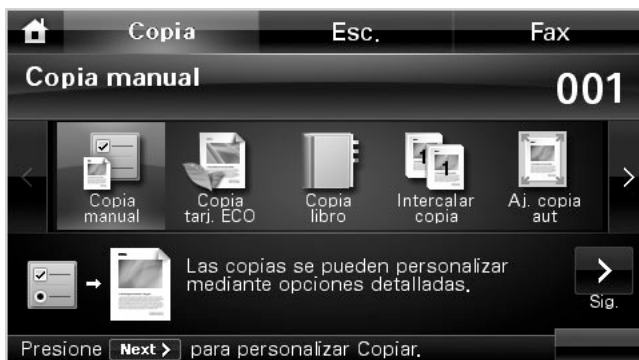 Copia Esc. Fax
Copia manual 001
Copia manual
Copia tarj. ECO
Copia libro
Intercalar copia
Aj. copia aut
Las copias se pueden personalizar
mediante opciones detalladas.
Sig.
Presione Next > para personalizar Copiar.